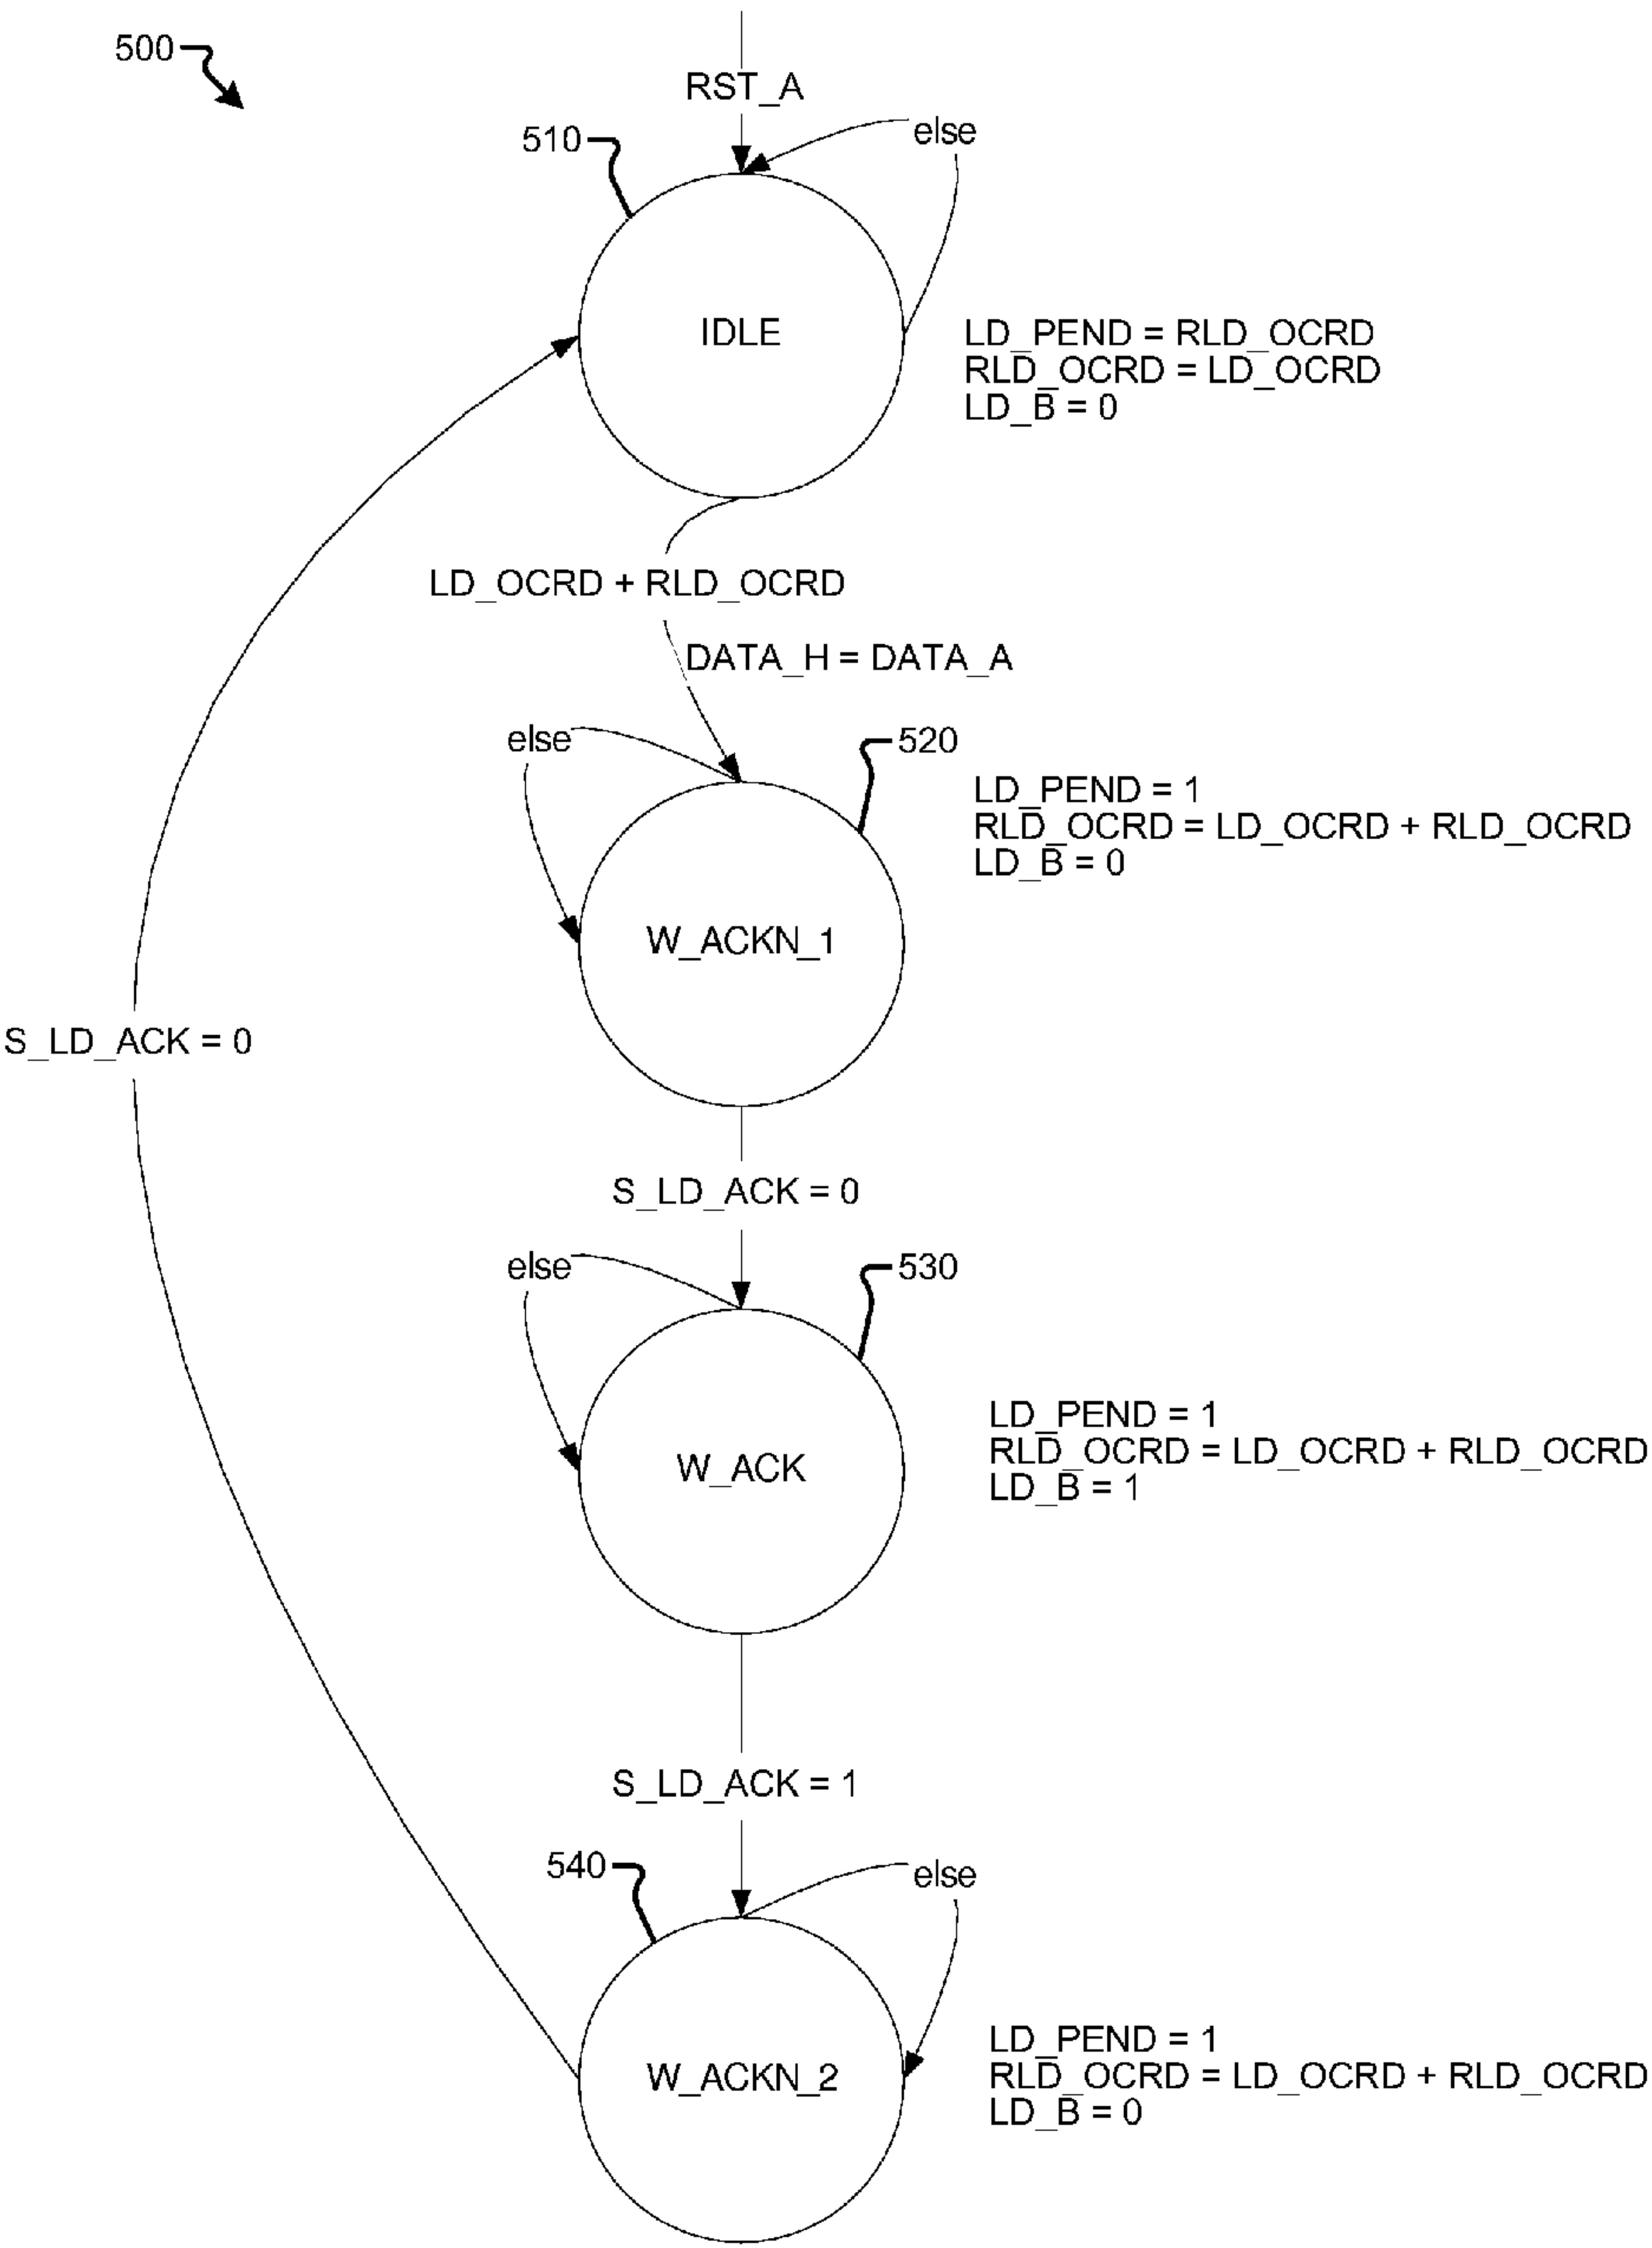 500
RST_A
else
510
IDLE
LD_PEND = RLD_OCRD
RLD_OCRD = LD_OCRD
LD_B = 0
LD_OCRD + RLD_OCRD
DATA_H = DATA_A
else
520
LD_PEND = 1
RLD_OCRD = LD_OCRD + RLD_OCRD
LD_B = 0
W_ACKN_1
S_LD_ACK = 0
S_LD_ACK = 0
else
530
LD_PEND = 1
RLD_OCRD = LD_OCRD + RLD_OCRD
LD_B = 1
W_ACK
S_LD_ACK = 1
540
else
LD_PEND = 1
RLD_OCRD = LD_OCRD + RLD_OCRD
LD_B = 0
W_ACKN_2